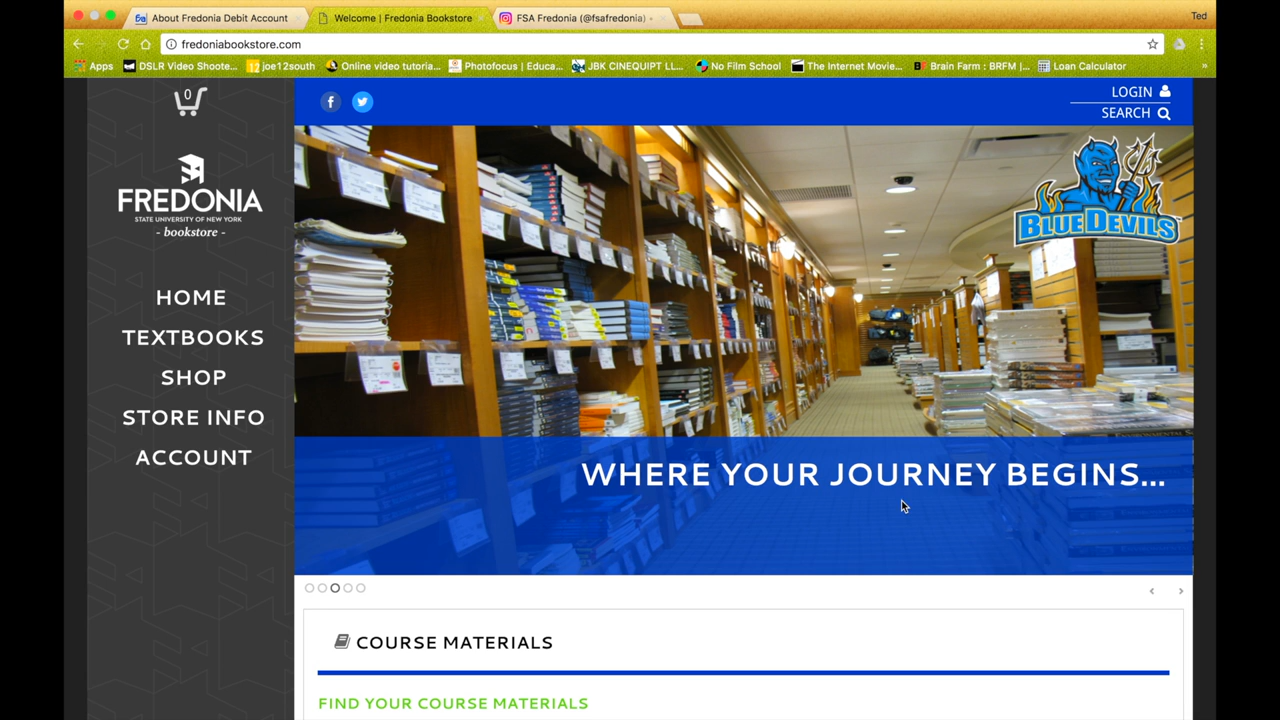 About Fredonia Debit Account
Welcome | Fredonia Bookstore
FSA Fredonia (@fsafredonia) •
Ted
fredoniabookstore.com
Apps
DSLR Video Shoote...
joe12south
Online video tutoria...
Photofocus | Educa...
JBK CINEQUIPT LL...
No Film School
The Internet Movie...
Brain Farm : BRFM |...
Loan Calculator
»
0
FREDONIA
STATE UNIVERSITY OF NEW YORK
- bookstore -
HOME
TEXTBOOKS
SHOP
STORE INFO
ACCOUNT
LOGIN
SEARCH
BLUE DEVILS
WHERE YOUR JOURNEY BEGINS...
COURSE MATERIALS
FIND YOUR COURSE MATERIALS